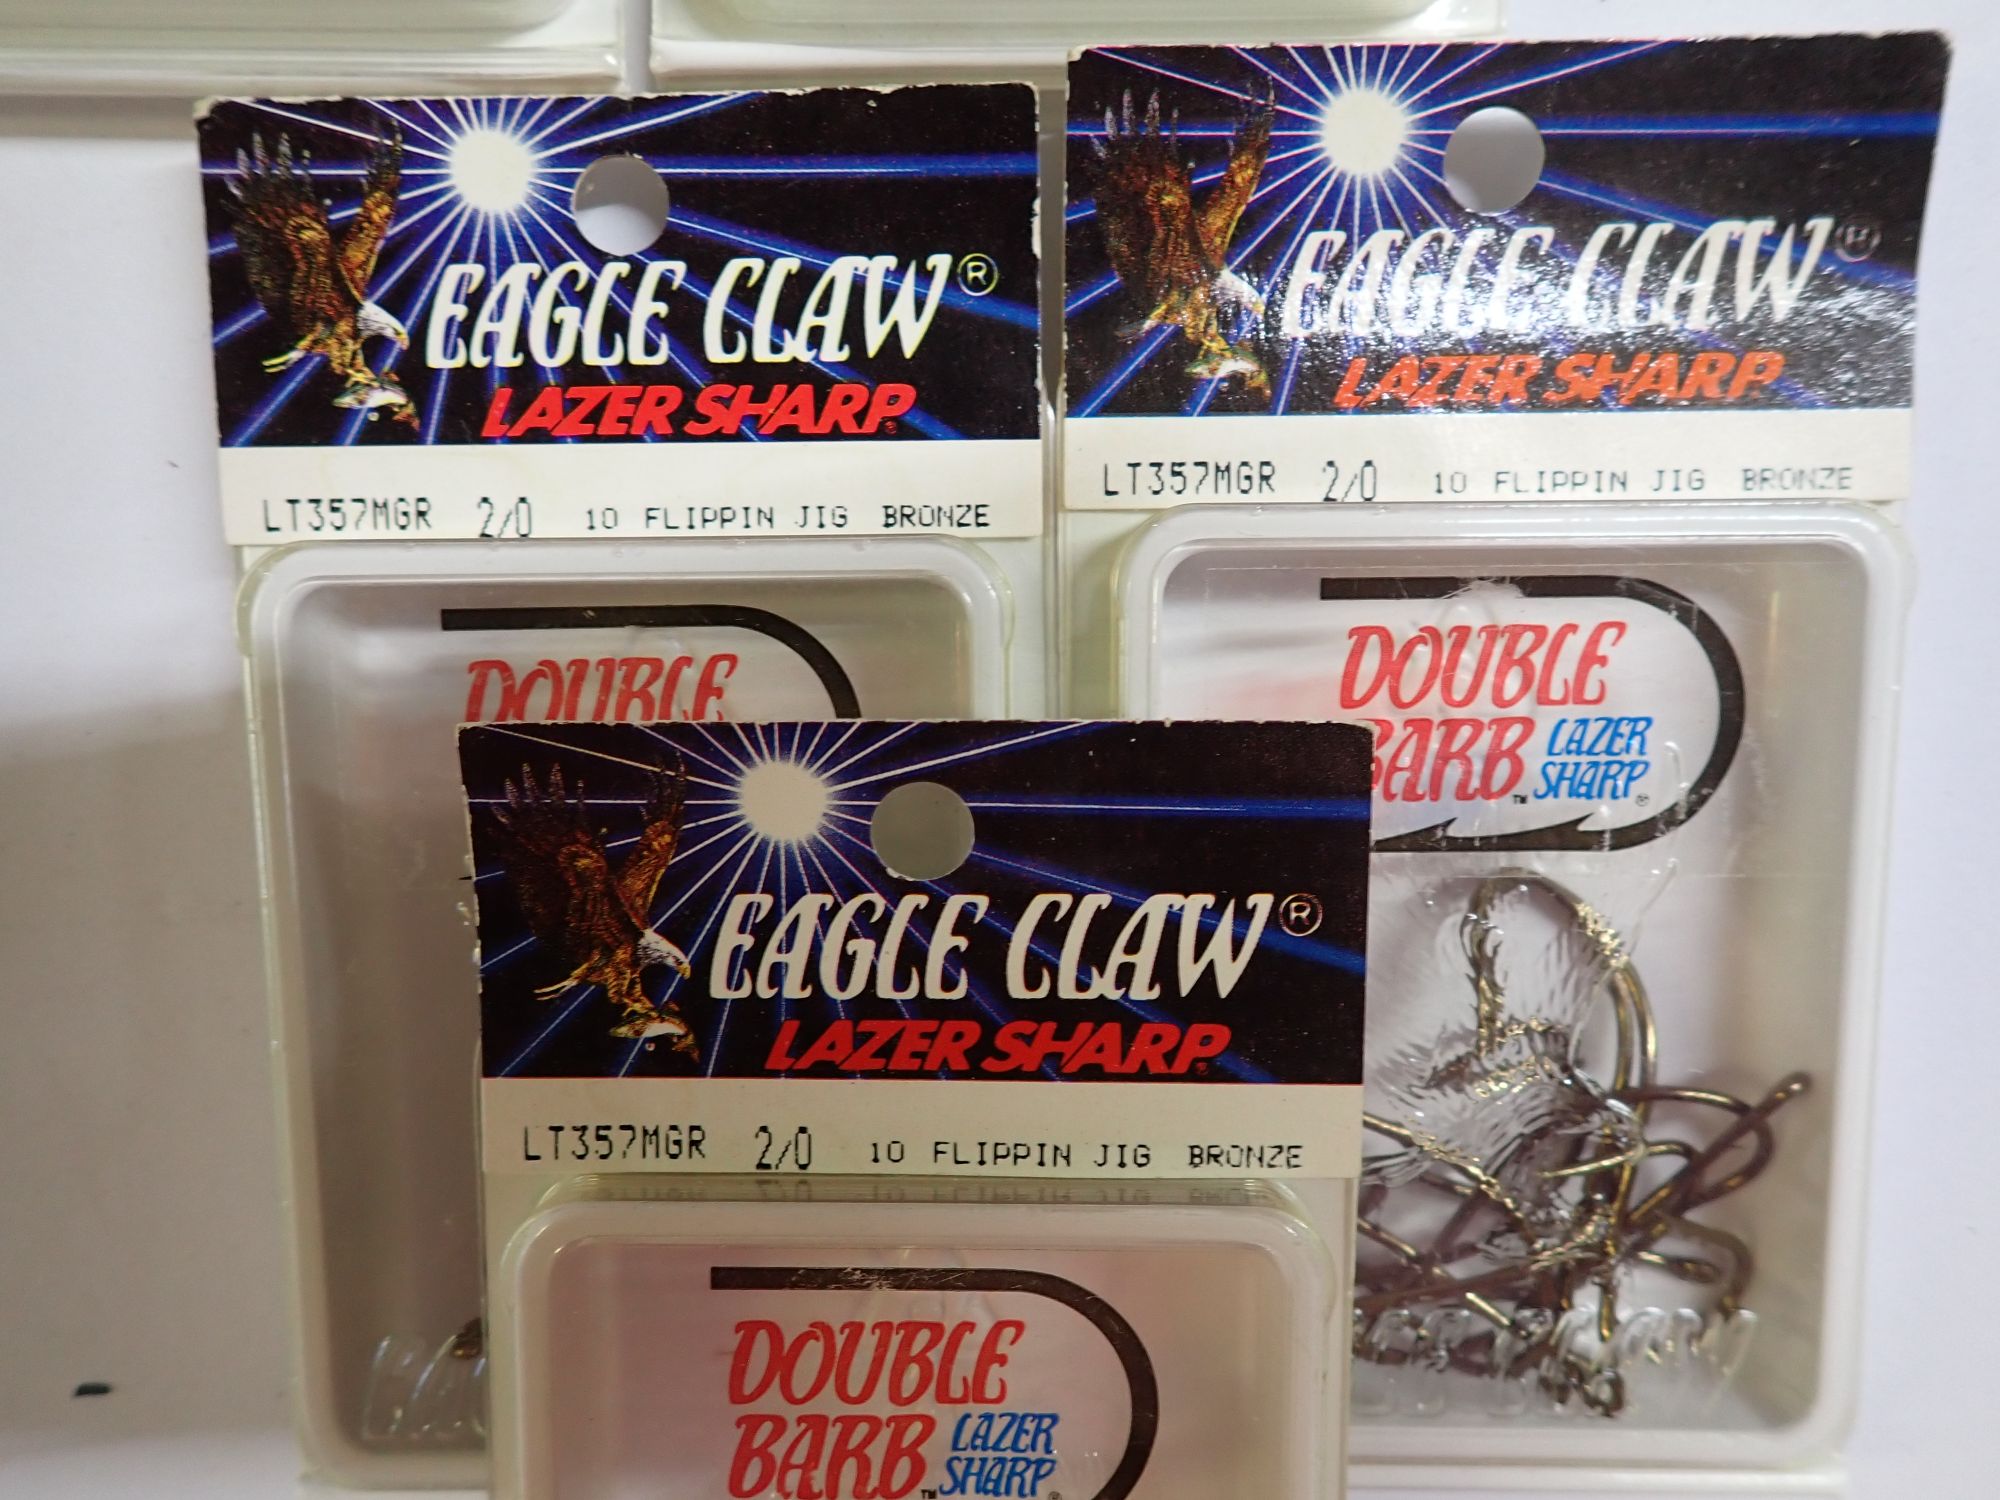 EAGLE CLAW®
LAZER SHARP®
LT357MGR 2/0 10 FLIPPIN JIG BRONZE
DOUBLE
EAGLE CLAW®
LAZER SHARP
LT357MGR 2/0 10 FLIPPIN JIG BRONZE
DOUBLE
BARB™ LAZER
SHARP®
EAGLE CLAW®
LAZER SHARP®
LT357MGR 2/0 10 FLIPPIN JIG BRONZE
DOUBLE
BARB™ LAZER
SHARP®